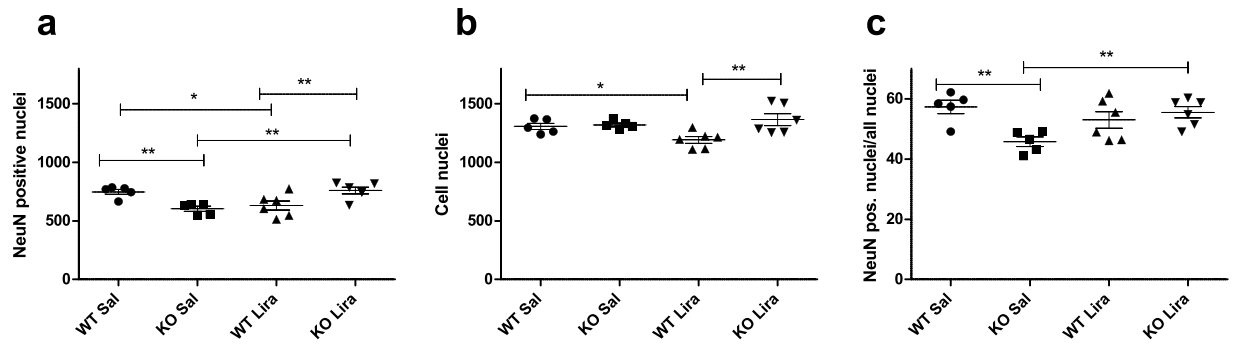 a
NeuN positive nuclei
1500
1000
500
0
*
**
**
**
WT Sal
KO Sal
WT Lira
KO Lira
b
Cell nuclei
1500
1000
500
0
*
**
WT Sal
KO Sal
WT Lira
KO Lira
c
NeuN pos. nuclei/all nuclei
60
40
20
0
**
**
WT Sal
KO Sal
WT Lira
KO Lira